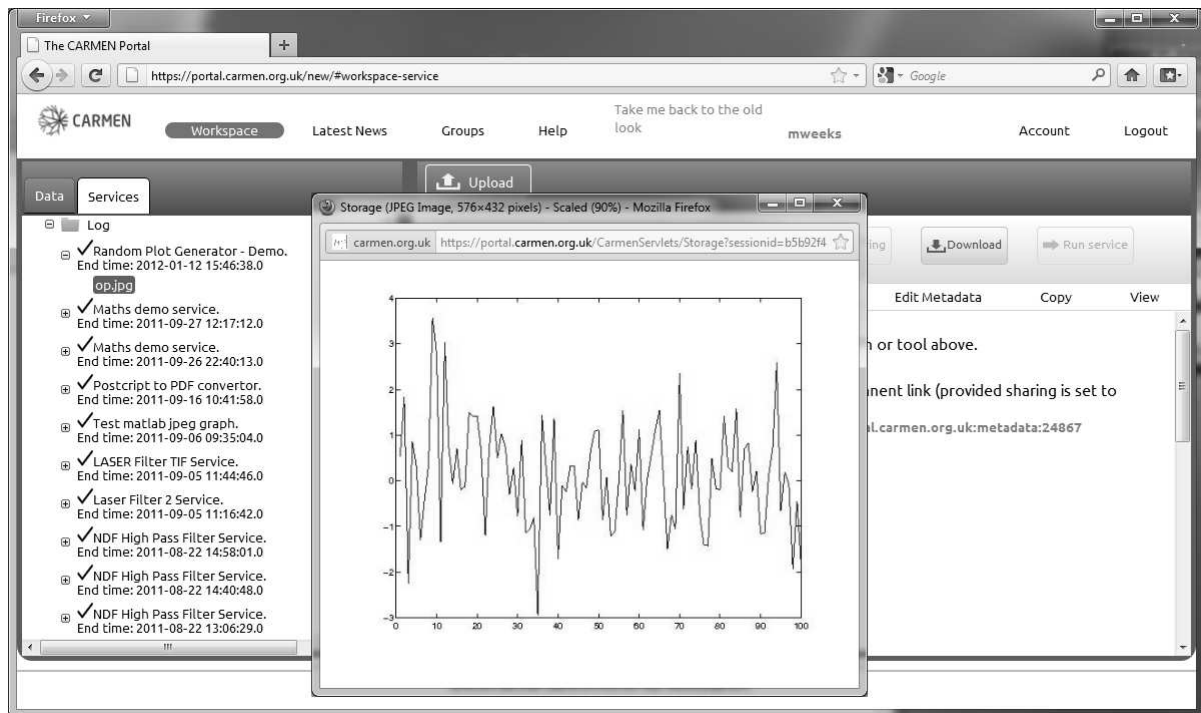 Firefox
The CARMEN Portal
https://portal.carmen.org.uk/new/#workspace-service
Google
CARMEN
Workspace
Latest News
Groups
Help
Take me back to the old
look
mweeks
Account
Logout
Data
Services
Upload
Log
Random Plot Generator - Demo.
End time: 2012-01-12 15:46:38.0
op.jpg
Maths demo service.
End time: 2011-09-27 12:17:12.0
Maths demo service.
End time: 2011-09-26 22:40:13.0
Postcript to PDF convertor.
End time: 2011-09-16 10:41:58.0
Test matlab jpeg graph.
End time: 2011-09-06 09:35:04.0
LASER Filter TIF Service.
End time: 2011-09-05 11:44:46.0
Laser Filter 2 Service.
End time: 2011-09-05 11:16:42.0
NDF High Pass Filter Service.
End time: 2011-08-22 14:58:01.0
NDF High Pass Filter Service.
End time: 2011-08-22 14:40:48.0
NDF High Pass Filter Service.
End time: 2011-08-22 13:06:29.0
Storage (JPEG Image, 576×432 pixels) - Scaled (90%) - Mozilla Firefox
carmen.org.uk https://portal.carmen.org.uk/CarmenServlets/Storage?sessionid=b5b92f4
4
3
2
1
0
-1
-2
-3
0 10 20 30 40 50 60 70 80 90 100
ing
Download
Run service
Edit Metadata
Copy
View
n or tool above.
anent link (provided sharing is set to
al.carmen.org.uk:metadata:24867